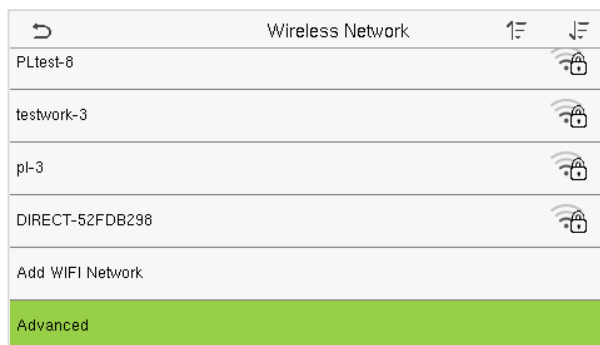 Wireless Network
PLtest-8
testwork-3
pl-3
DIRECT-52FDB298
Add WIFI Network
Advanced